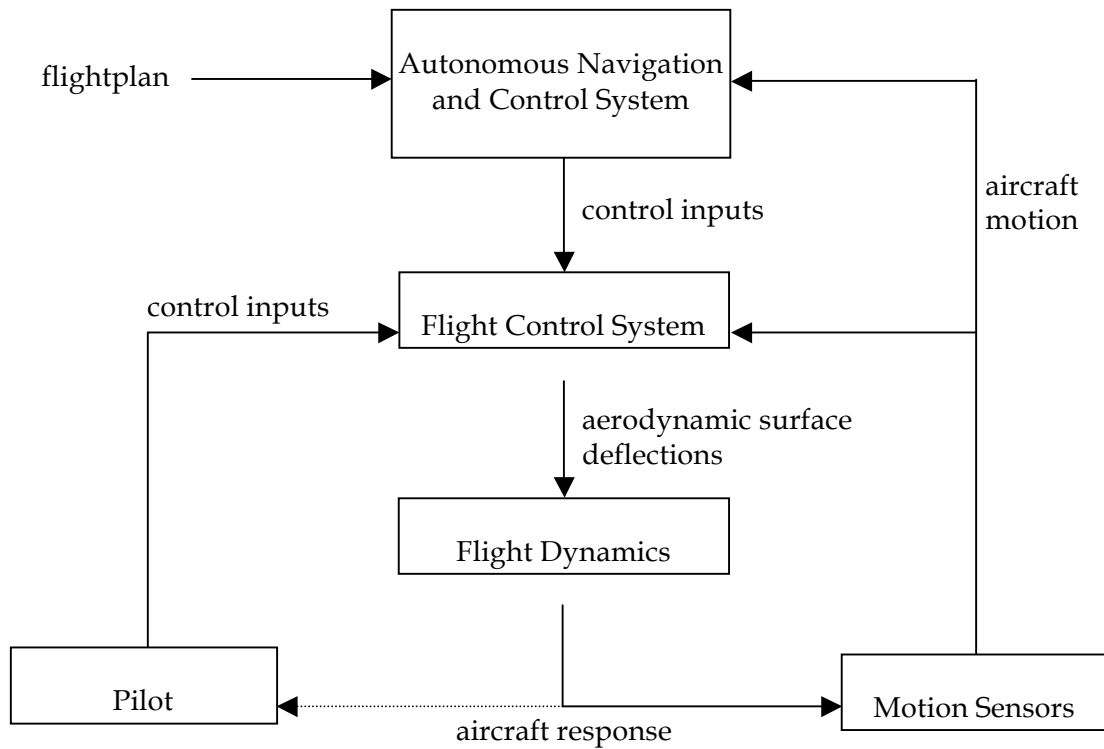 Autonomous Navigation
and Control System
flightplan
aircraft
motion
control inputs
control inputs
Flight Control System
aerodynamic surface
deflections
Flight Dynamics
Pilot
Motion Sensors
aircraft response